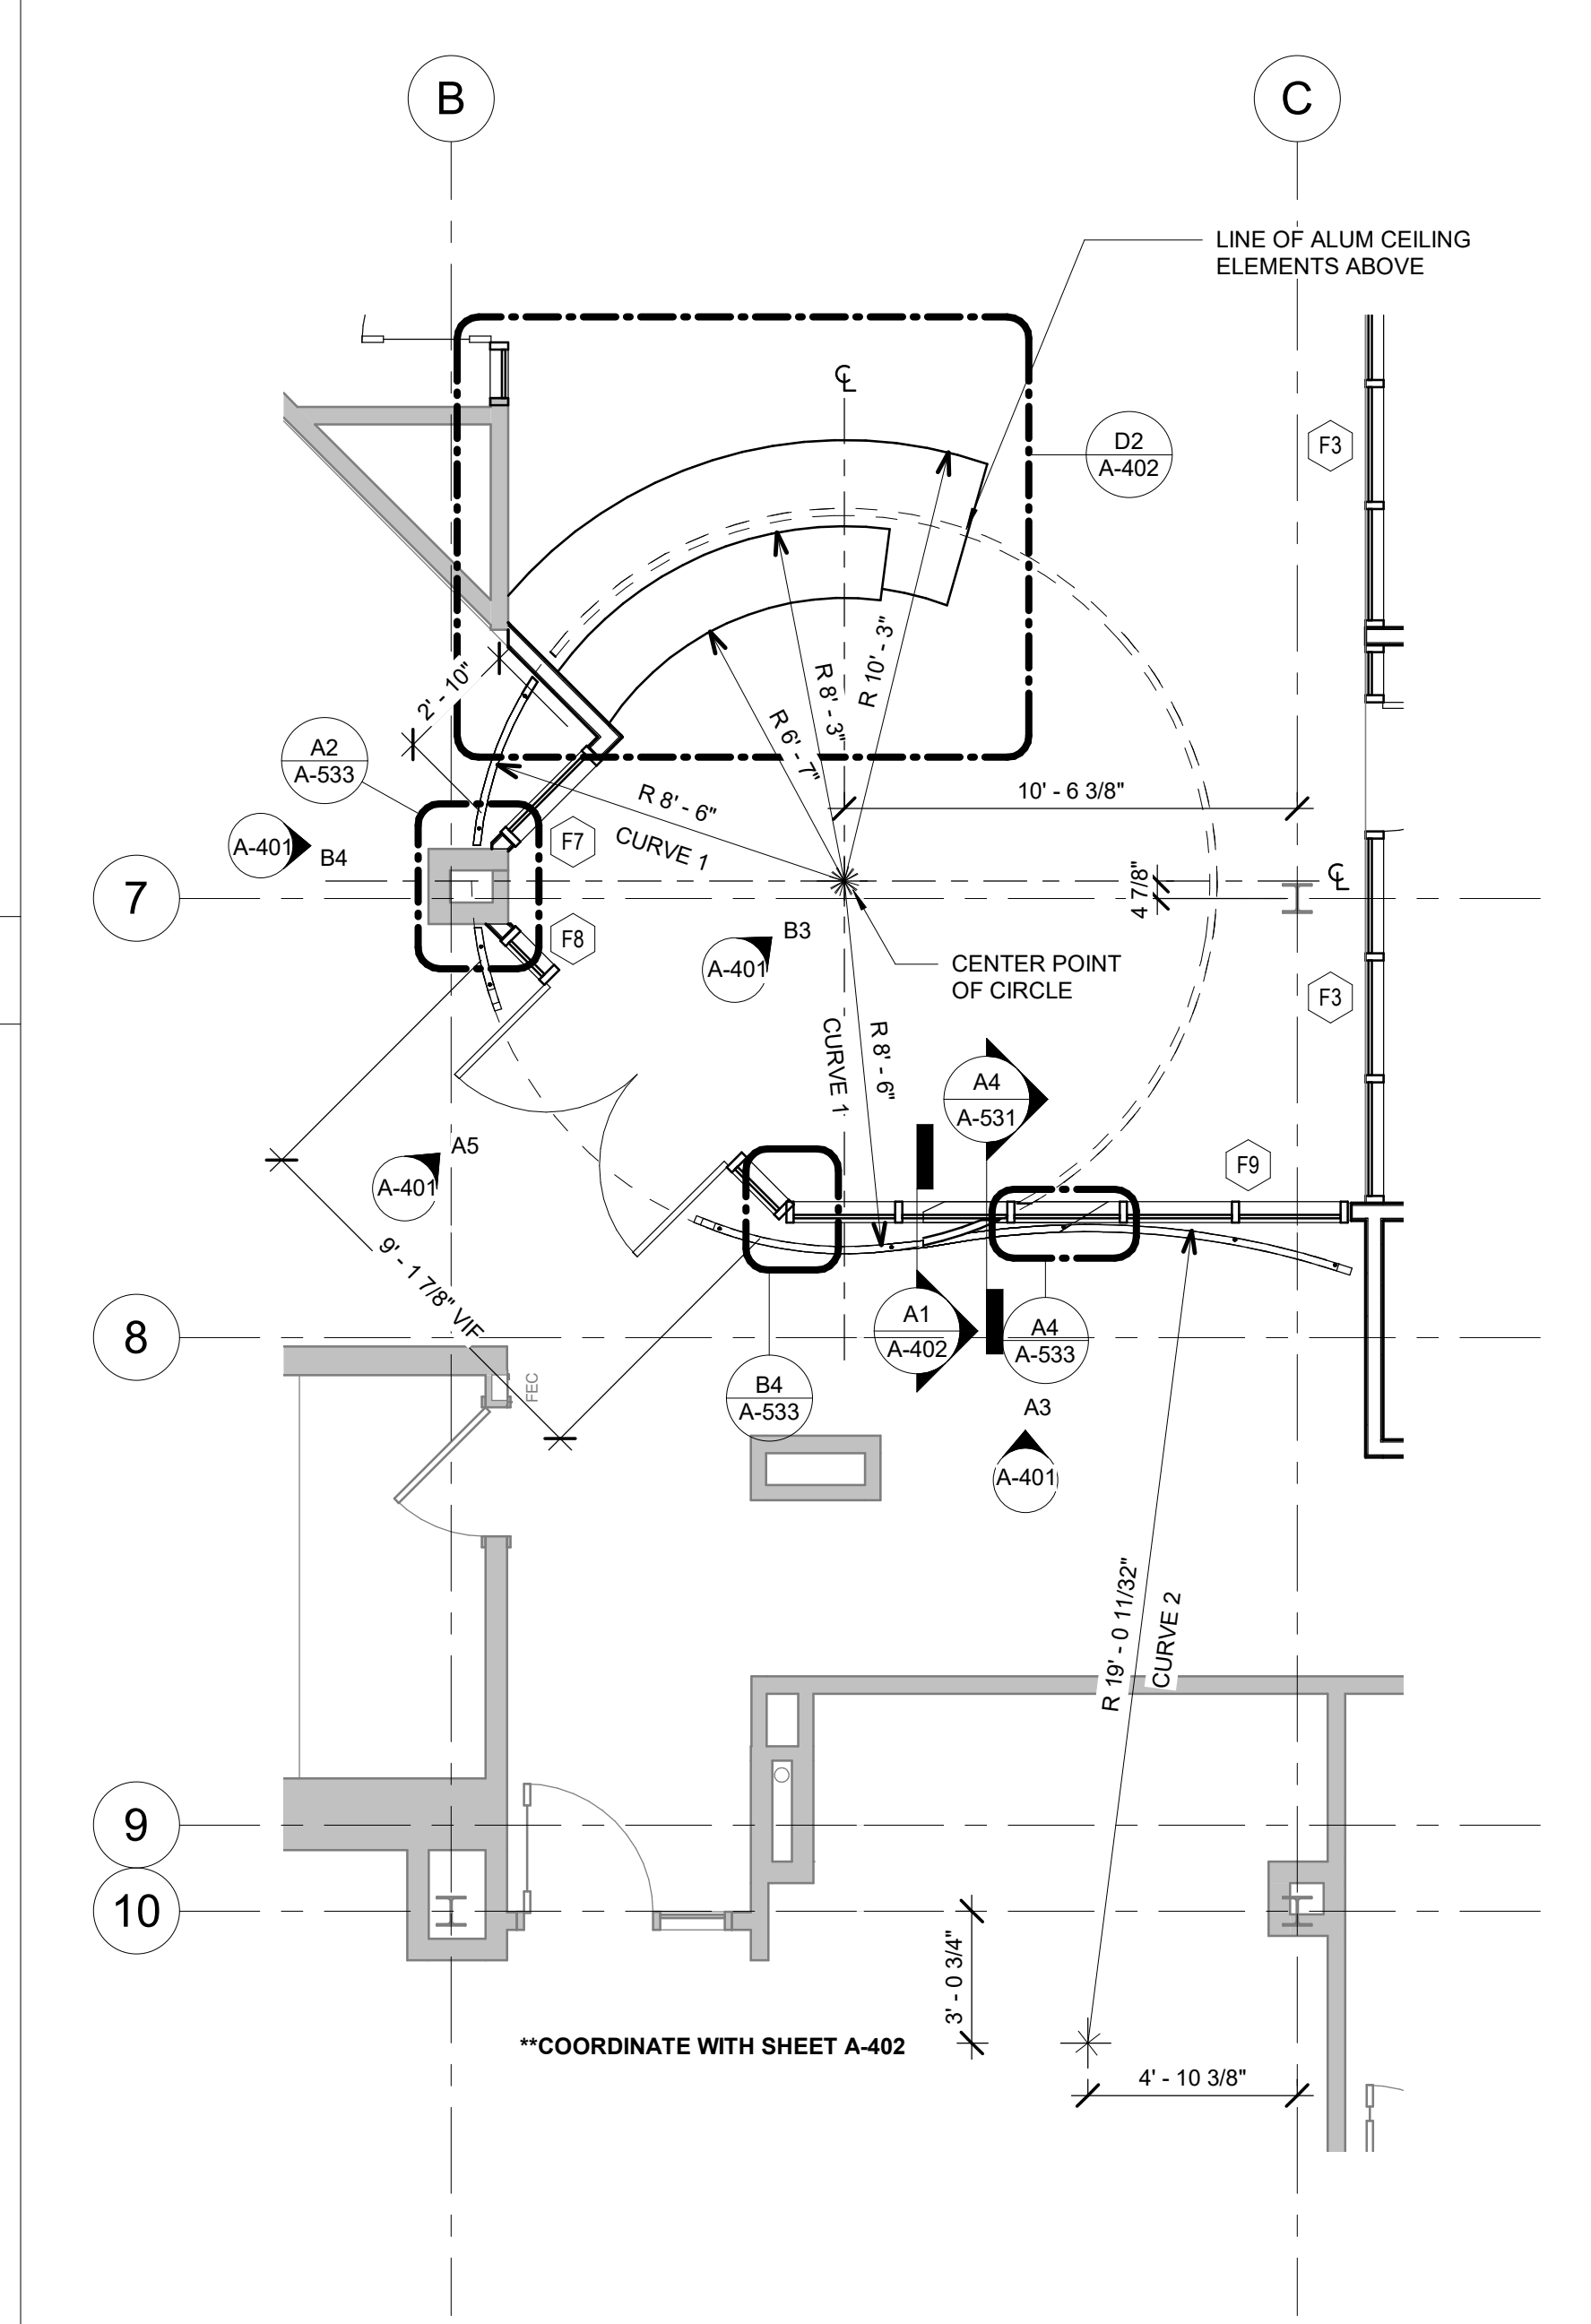 B
C
LINE OF ALUM CEILING
ELEMENTS ABOVE
℄
D2
A-402
F3
2' - 10"
R 10' - 3"
R 8' - 3"
R 6' - 7"
A2
A-533
R 8' - 6"
CURVE 1
10' - 6 3/8"
A-401
B4
F7
7
℄
4 7/8"
F8
B3
A-401
CENTER POINT
OF CIRCLE
F3
CURVE 1
R 8' - 6"
A4
A-531
A5
A-401
F9
9' - 1 7/8" VIF
8
A1
A-402
A4
A-533
FEC
B4
A-533
A3
A-401
R 19' - 0 11/32"
CURVE 2
9
10
3' - 0 3/4"
**COORDINATE WITH SHEET A-402
4' - 10 3/8"